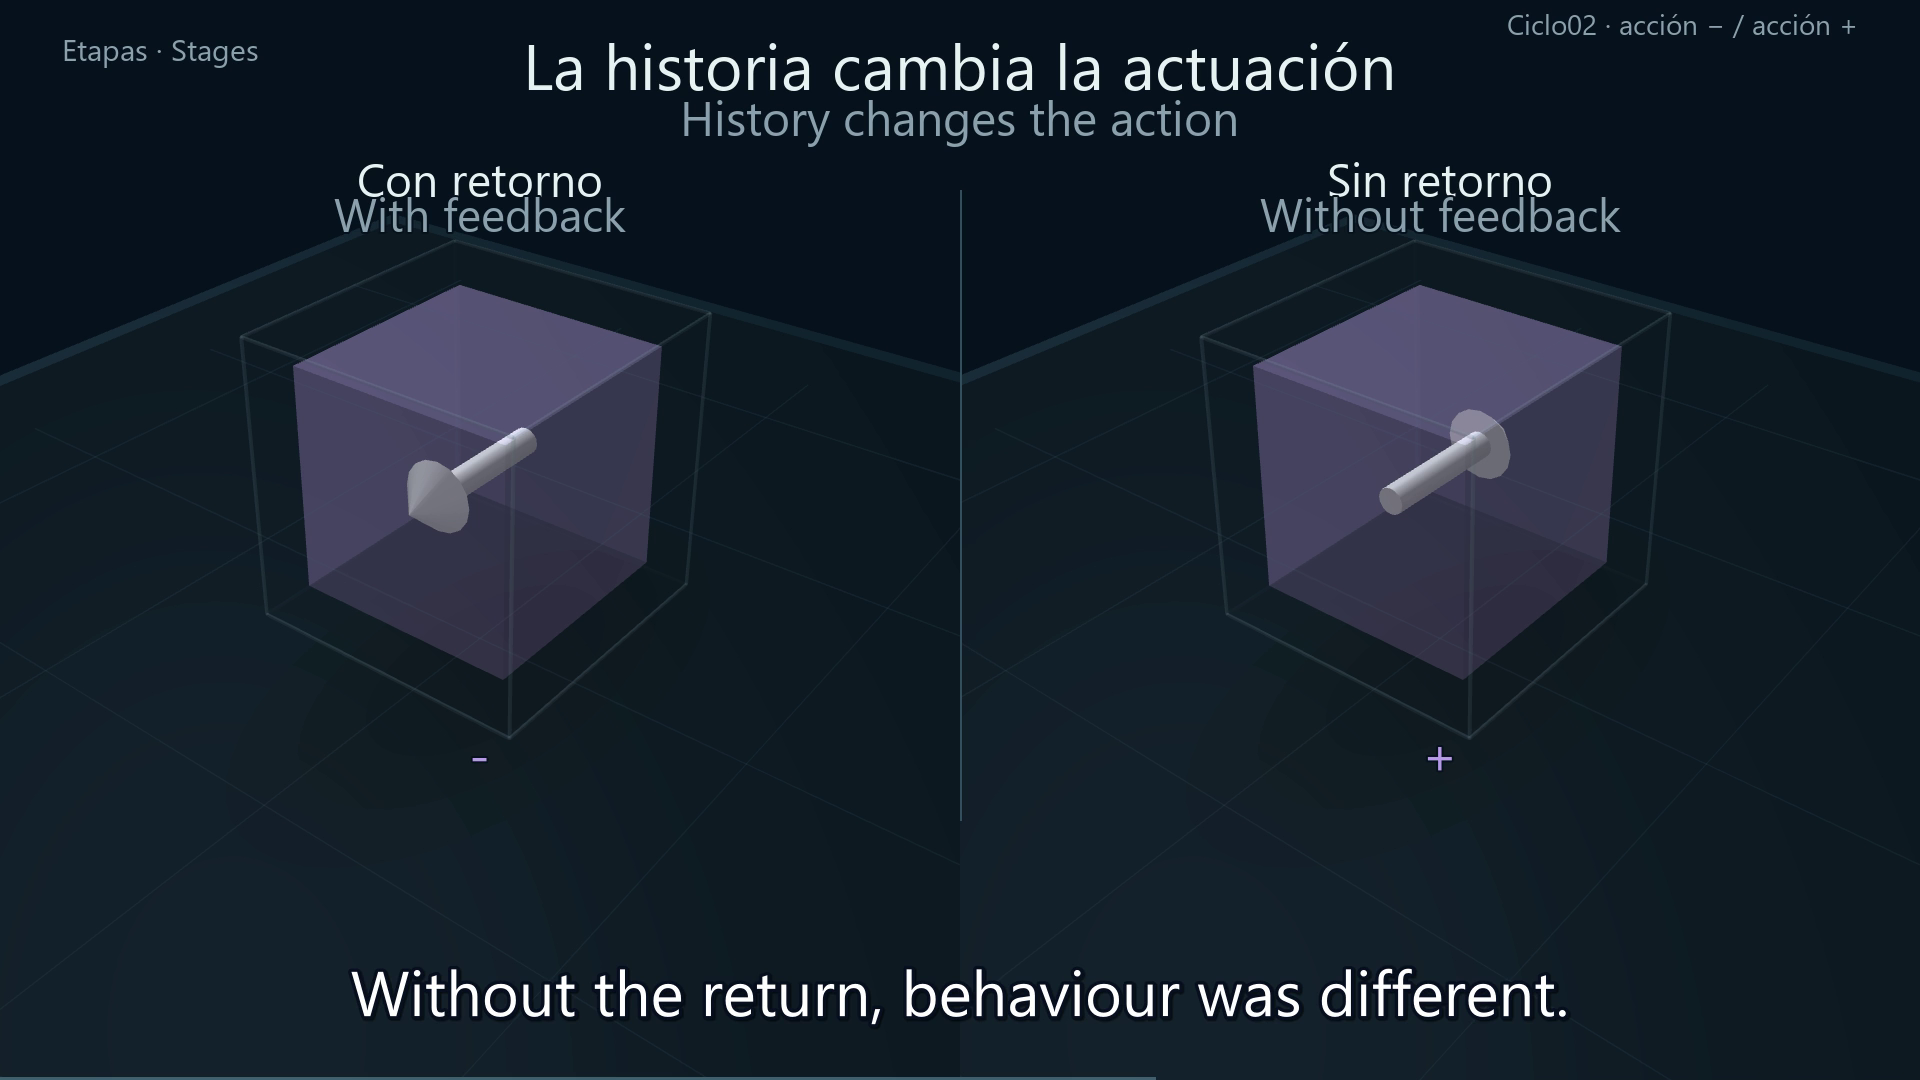 Etapas · Stages
Ciclo02 · acción − / acción +
La historia cambia la actuación
History changes the action
Con retorno
With feedback
Sin retorno
Without feedback
-
+
Without the return, behaviour was different.